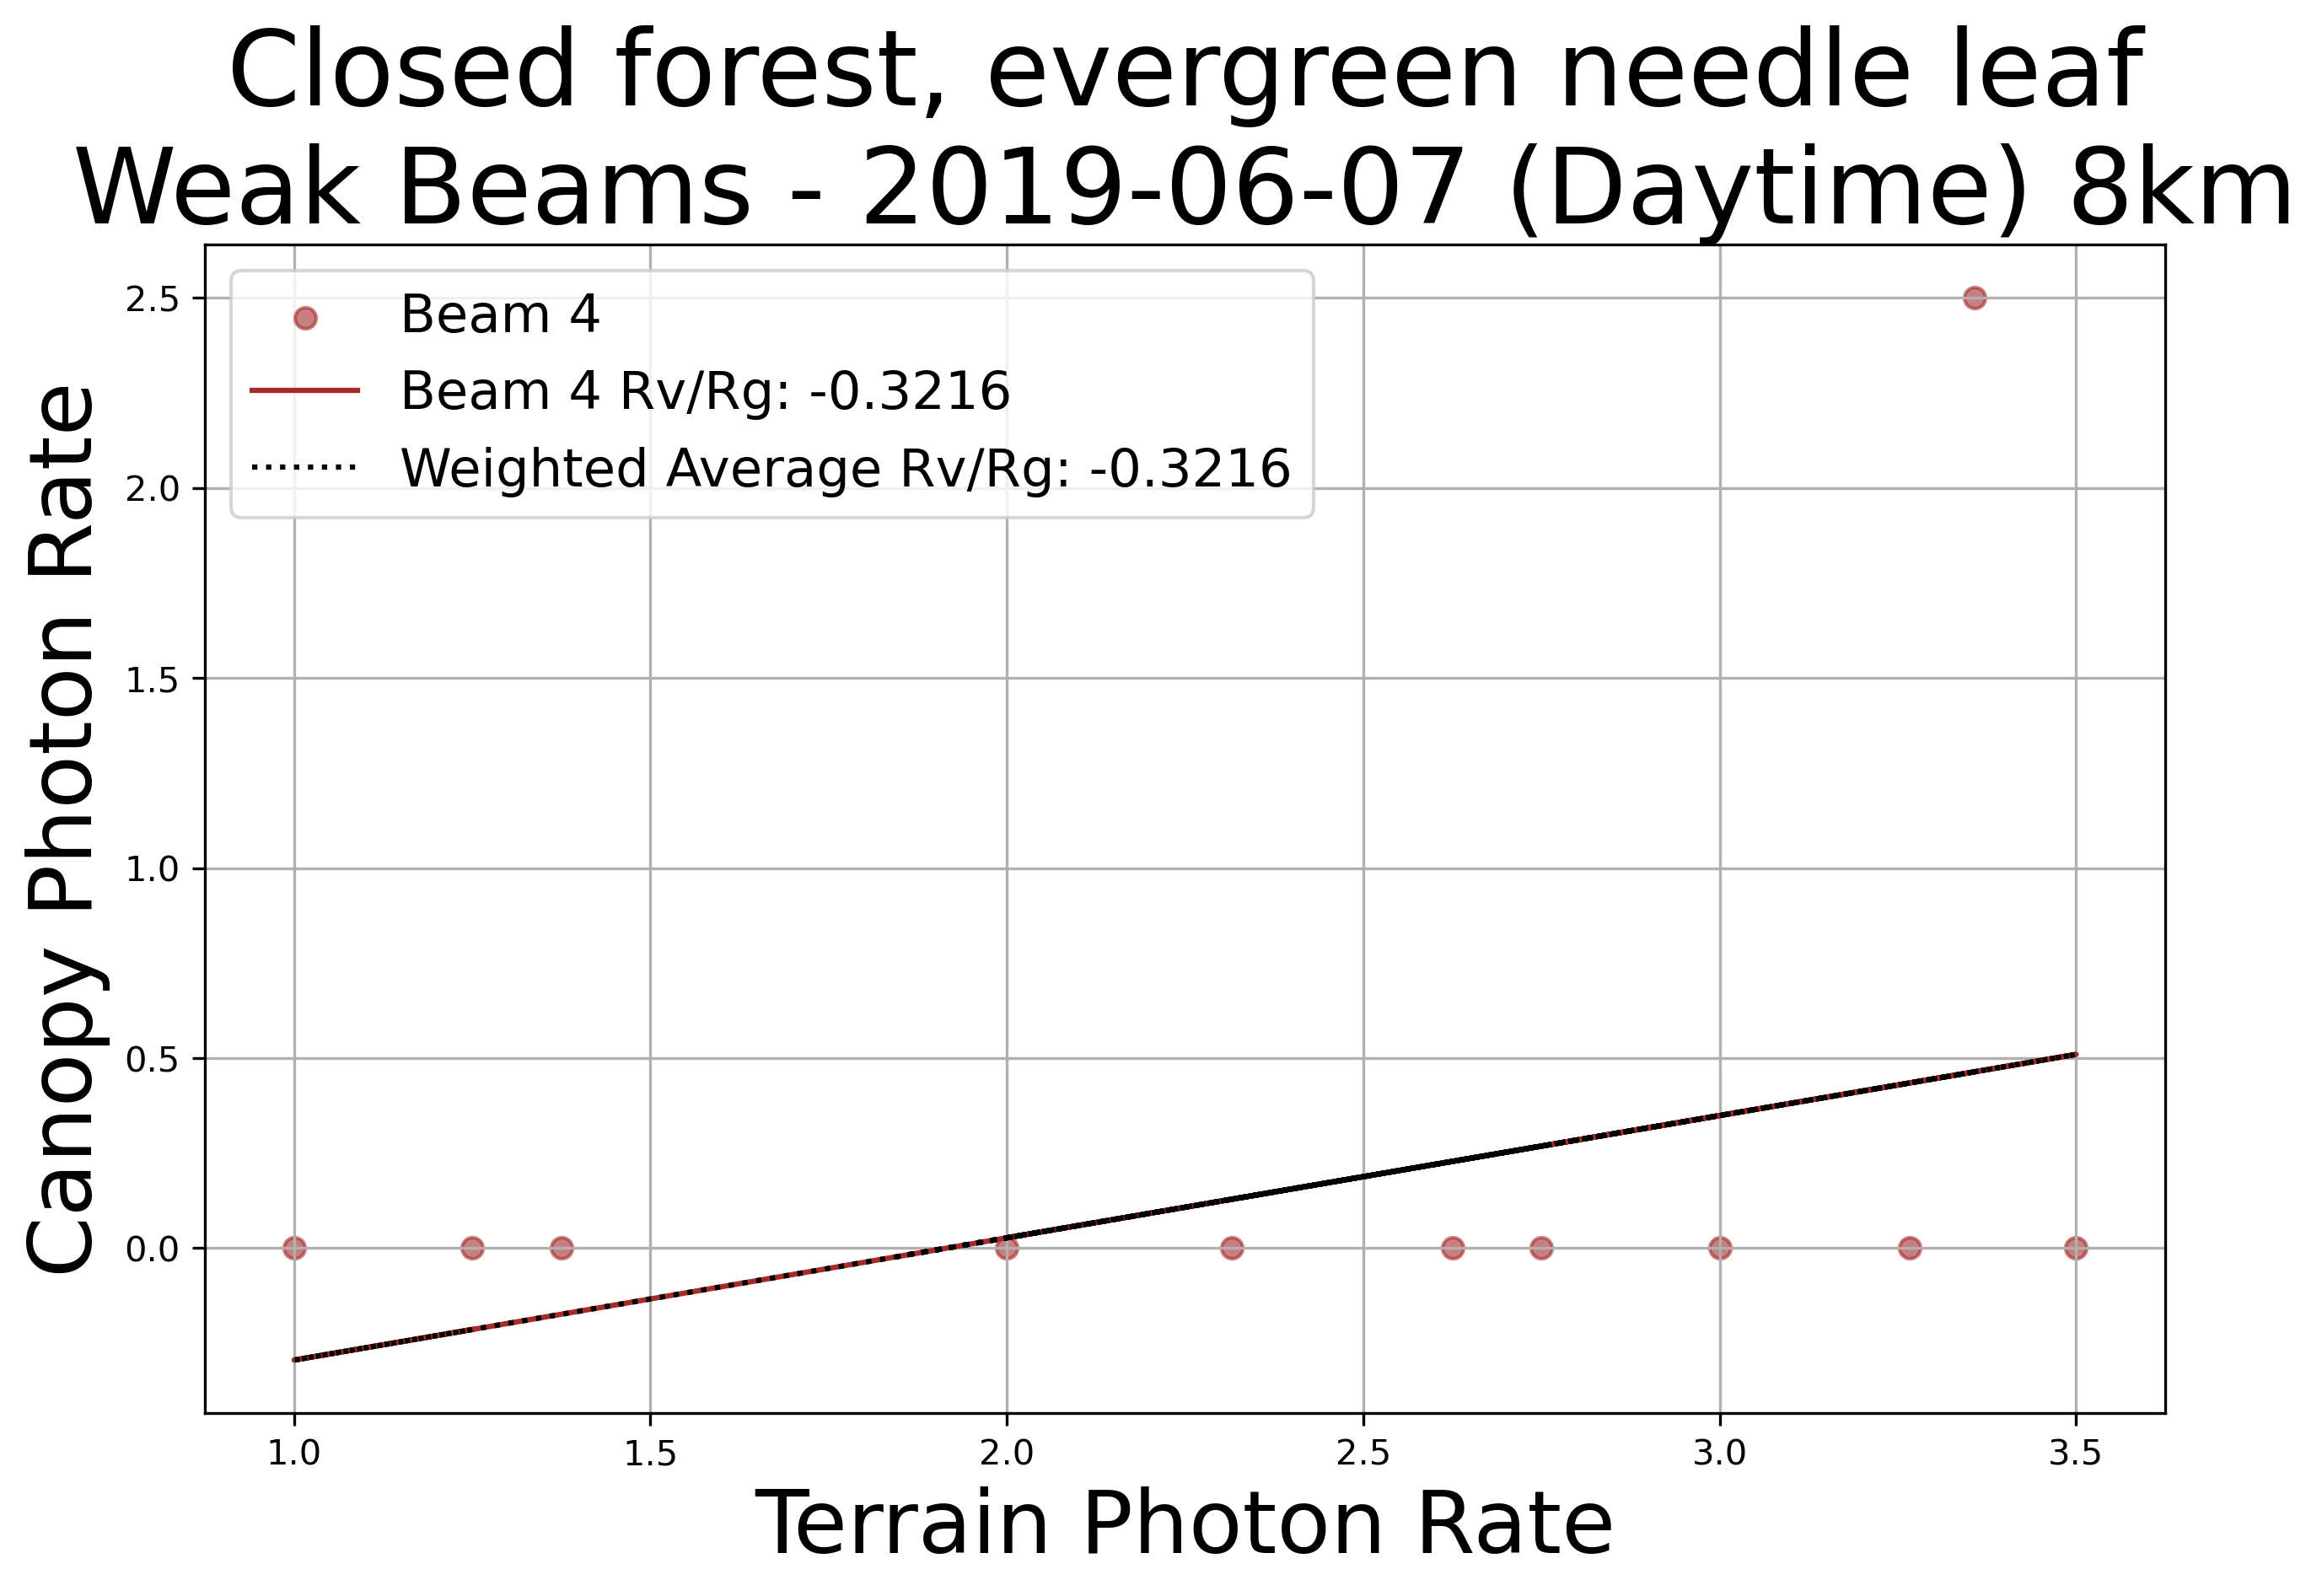 Closed forest, evergreen needle leaf
Weak Beams - 2019-06-07 (Daytime) 8km
Beam 4
Beam 4 Rv/Rg: -0.3216
Weighted Average Rv/Rg: -0.3216
Canopy Photon Rate
2.5
2.0
1.5
1.0
0.5
0.0
1.0 1.5 2.0 2.5 3.0 3.5
Terrain Photon Rate